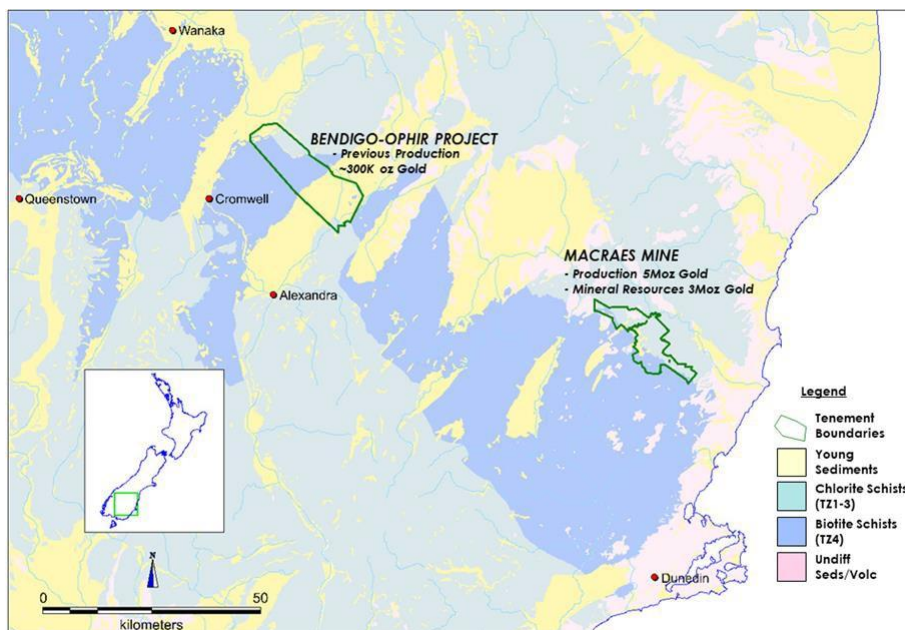 Wanaka
BENDIGO-OPHIR PROJECT
- Previous Production
~300K oz Gold
Queenstown
Cromwell
MACRAES MINE
- Production 5Moz Gold
- Mineral Resources 3Moz Gold
Alexandra
Legend
Tenement
Boundaries
Young
Sediments
Chlorite Schists
(TZ1-3)
Biotite Schists
(TZ4)
Undiff
Seds/Volc
N
Dunedin
0
50
kilometers